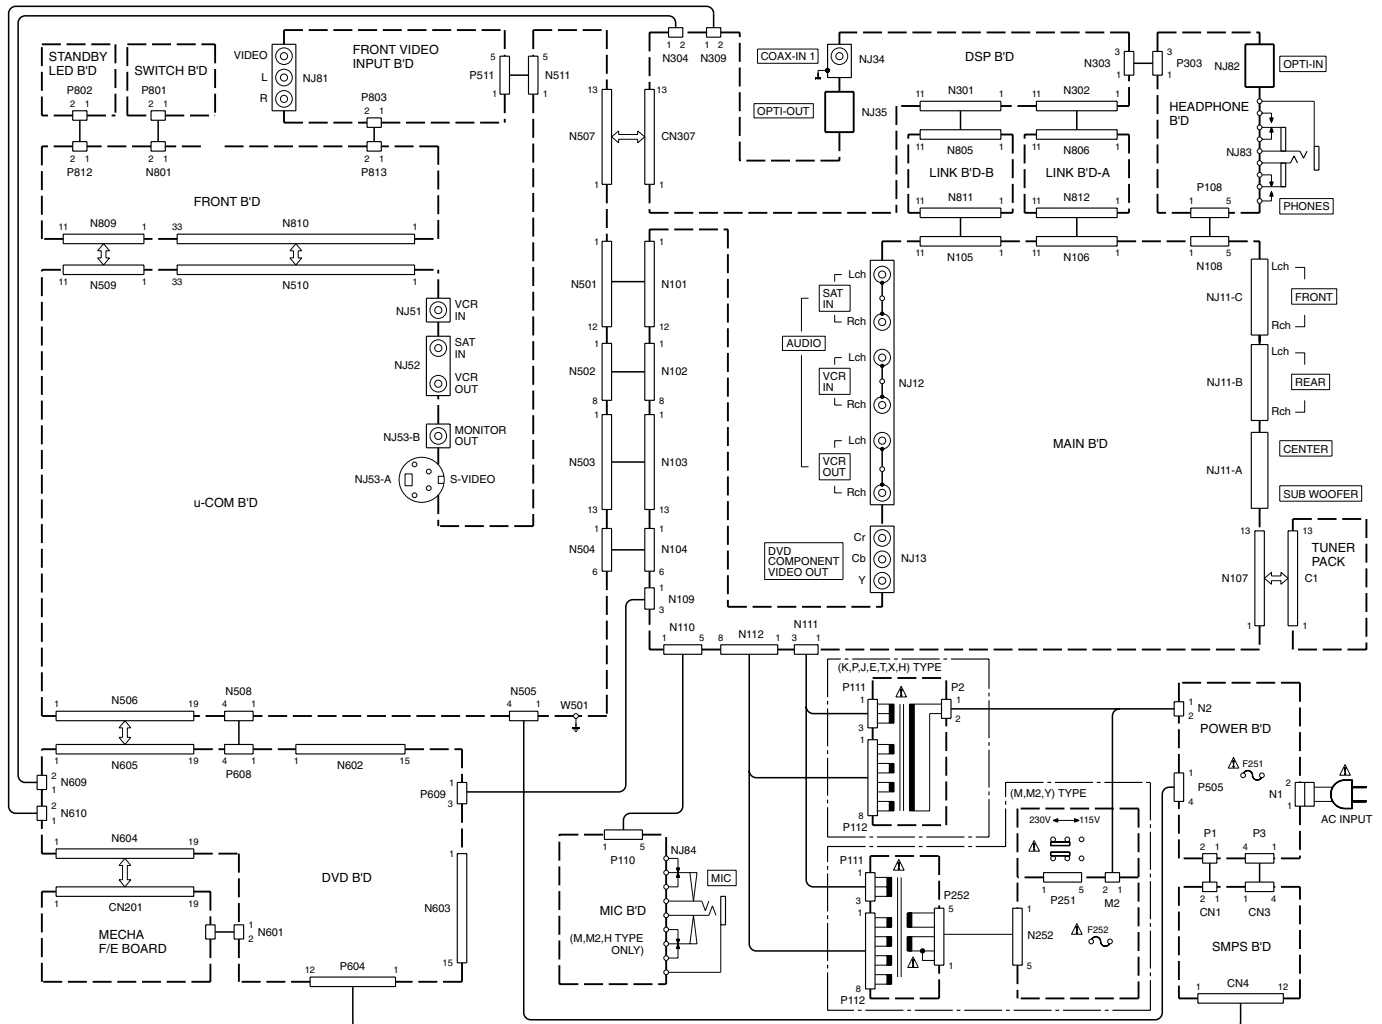 STANDBY
LED B'D
P802
2 1
SWITCH B'D
P801
2 1
VIDEO
L
R
NJ81
FRONT VIDEO
INPUT B'D
P803
2 1
5
P511
1
5
N511
1
2 1
P812
2 1
N801
2 1
P813
FRONT B'D
11 N809 1
33 N810 1
11 N509 1
33 N510 1
NJ51
VCR
IN
NJ52
SAT
IN
VCR
OUT
NJ53-B
MONITOR
OUT
NJ53-A
S-VIDEO
u-COM B'D
13
N507
1
13
CN307
1
1 2
N304
1 2
N309
COAX-IN 1
NJ34
OPTI-OUT
NJ35
DSP B'D
3
N303
1
3
P303
1
11 N301 1
11 N302 1
11 N805 1
11 N806 1
LINK B'D-B
LINK B'D-A
11 N811 1
11 N812 1
11 N105 1
11 N106 1
NJ82
OPTI-IN
HEADPHONE
B'D
NJ83
PHONES
P108
1 5
N108
1 5
1
N501
12
1
N101
12
1
N502
8
1
N102
8
1
N503
13
1
N103
13
1
N504
6
1
N104
6
1
N109
3
AUDIO
Lch
SAT
IN
Rch
Lch
VCR
IN
Rch
Lch
VCR
OUT
Rch
NJ12
DVD
COMPONENT
VIDEO OUT
Cr
Cb
Y
NJ13
MAIN B'D
NJ11-C
Lch
FRONT
Rch
NJ11-B
Lch
REAR
Rch
NJ11-A
CENTER
SUB WOOFER
13
N107
1
13
TUNER
PACK
C1
1
N110
1 5
N112
8 1
N111
3 1
1 N506 19
N508
4 1
N505
4 1
W501
1 N605 19
4 1
P608
1 N602 15
2
1
N609
2
1
N610
P609
1
3
1 N604 19
1 CN201 19
MECHA
F/E BOARD
1
2
N601
DVD B'D
1
N603
15
12 P604 1
1 5
P110
NJ84
MIC
MIC B'D
(M,M2,H TYPE
ONLY)
(K,P,J,E,T,X,H) TYPE
P111
1
3
1
8
P112
P2
1
2
(M,M2,Y) TYPE
P111
1
3
1
8
P112
P252
5
1
230V 115V
1 5
P251
2 1
M2
1
N252
5
F252
1
2
N2
POWER B'D
F251
1
P505
4
N1
2
1
AC INPUT
P1
2 1
P3
4 1
2 1
CN1
1 4
CN3
SMPS B'D
CN4
1 12